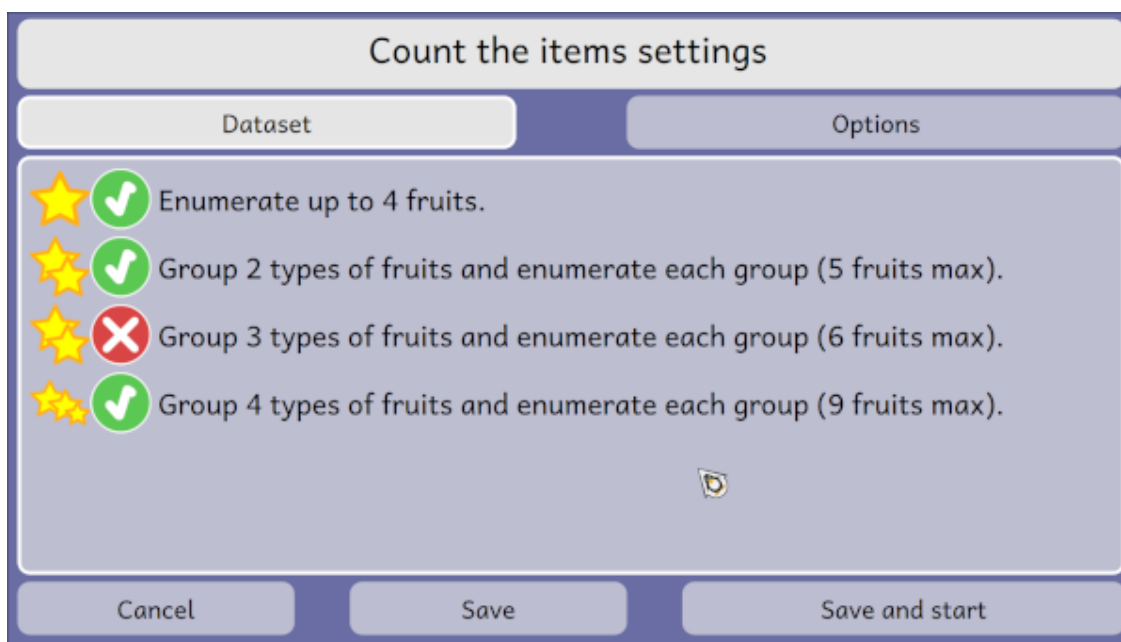 Count the items settings
Dataset
Options
Enumerate up to 4 fruits.
Group 2 types of fruits and enumerate each group (5 fruits max).
Group 3 types of fruits and enumerate each group (6 fruits max).
Group 4 types of fruits and enumerate each group (9 fruits max).
Cancel
Save
Save and start